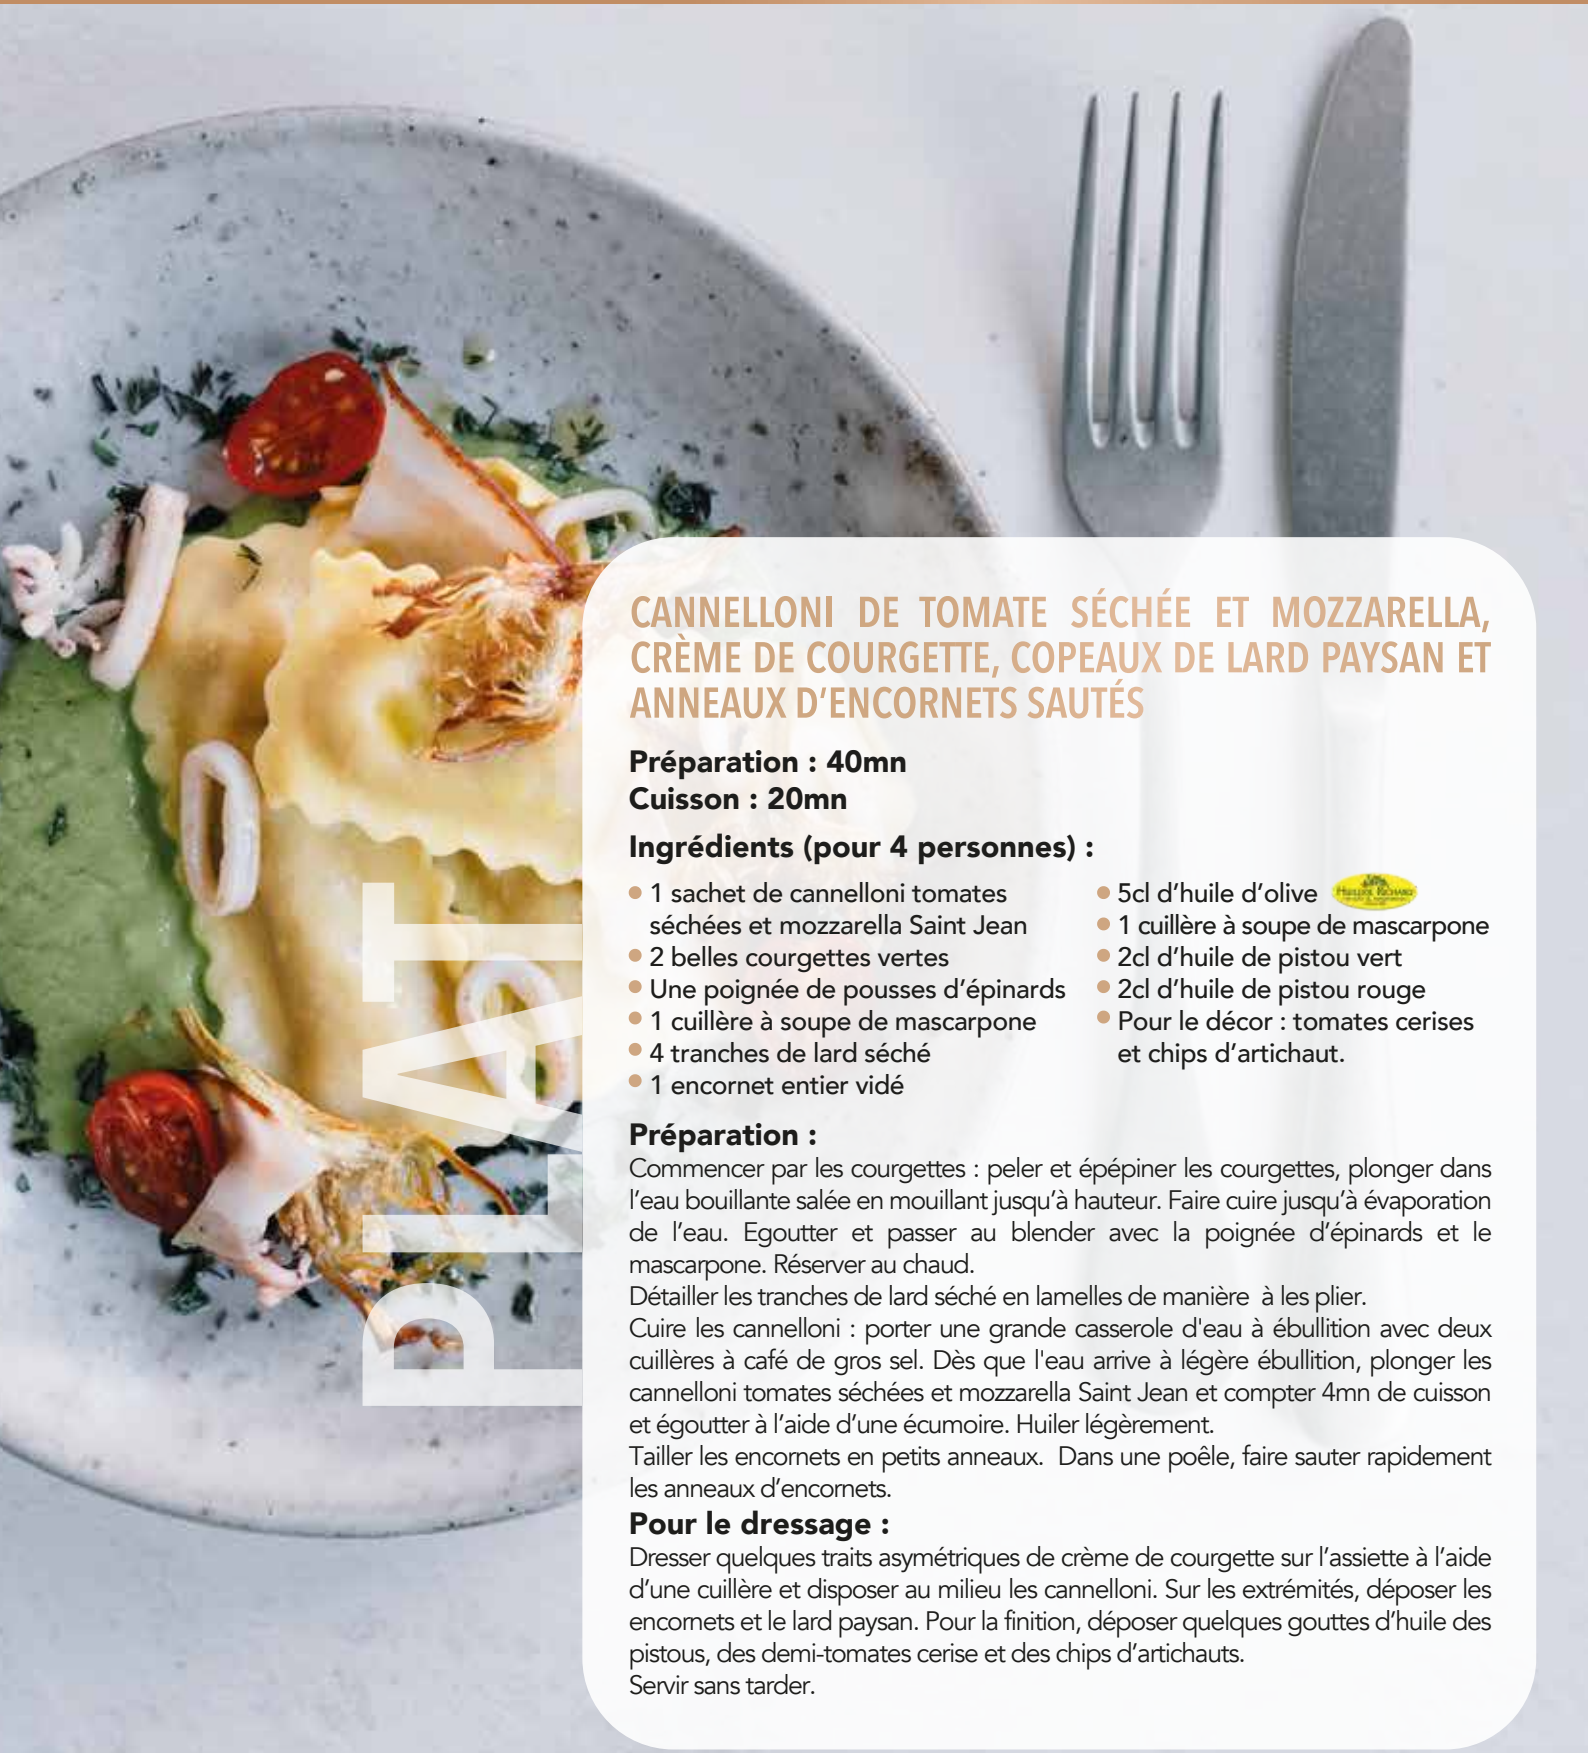 PLAT
CANNELLONI DE TOMATE SÉCHÉE ET MOZZARELLA,
CRÈME DE COURGETTE, COPEAUX DE LARD PAYSAN ET
ANNEAUX D’ENCORNETS SAUTÉS
Préparation : 40mn
Cuisson : 20mn
Ingrédients (pour 4 personnes) :
1 sachet de cannelloni tomates
séchées et mozzarella Saint Jean
2 belles courgettes vertes
Une poignée de pousses d’épinards
1 cuillère à soupe de mascarpone
4 tranches de lard séché
1 encornet entier vidé
5cl d’huile d’olive
1 cuillère à soupe de mascarpone
2cl d’huile de pistou vert
2cl d’huile de pistou rouge
Pour le décor : tomates cerises
et chips d’artichaut.
Préparation :
Commencer par les courgettes : peler et épépiner les courgettes, plonger dans
l’eau bouillante salée en mouillant jusqu’à hauteur. Faire cuire jusqu’à évaporation
de l’eau. Egoutter et passer au blender avec la poignée d’épinards et le
mascarpone. Réserver au chaud.
Détailler les tranches de lard séché en lamelles de manière à les plier.
Cuire les cannelloni : porter une grande casserole d'eau à ébullition avec deux
cuillères à café de gros sel. Dès que l'eau arrive à légère ébullition, plonger les
cannelloni tomates séchées et mozzarella Saint Jean et compter 4mn de cuisson
et égoutter à l’aide d’une écumoire. Huiler légèrement.
Tailler les encornets en petits anneaux. Dans une poêle, faire sauter rapidement
les anneaux d’encornets.
Pour le dressage :
Dresser quelques traits asymétriques de crème de courgette sur l’assiette à l’aide
d’une cuillère et disposer au milieu les cannelloni. Sur les extrémités, déposer les
encornets et le lard paysan. Pour la finition, déposer quelques gouttes d’huile des
pistous, des demi-tomates cerise et des chips d’artichauts.
Servir sans tarder.